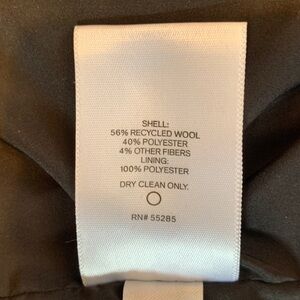 SHELL:
56% RECYCLED WOOL
40% POLYESTER
4% OTHER FIBERS
LINING:
100% POLYESTER
DRY CLEAN ONLY.
RN# 55285